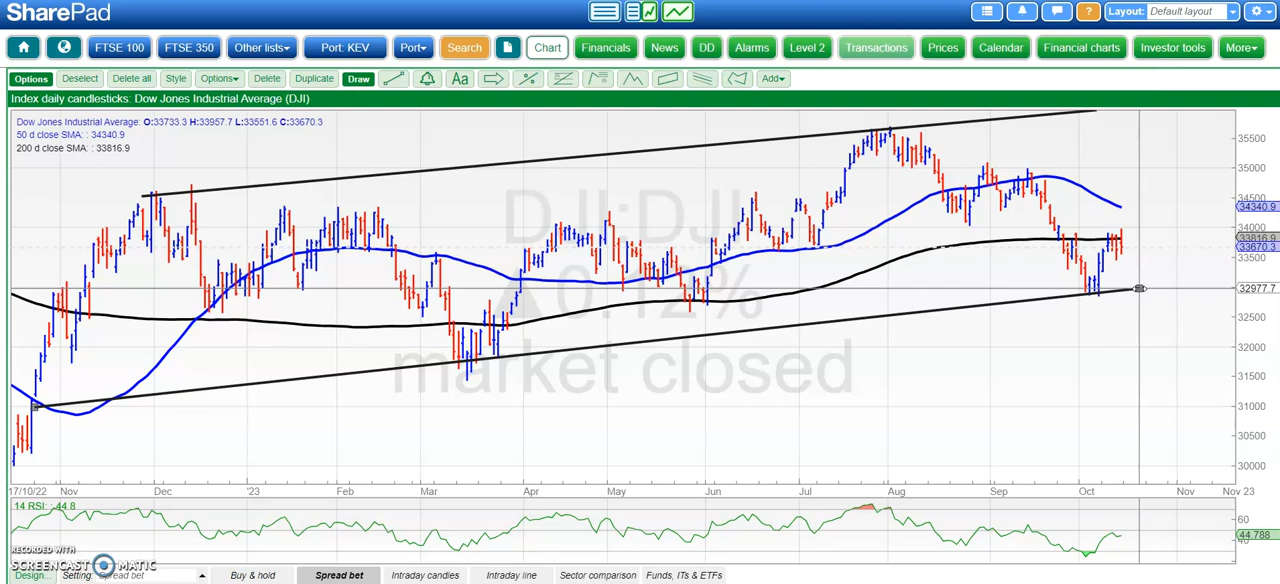 SharePad
Layout: Default layout
FTSE 100 FTSE 350 Other lists Port: KEV Port Search Chart Financials News DD Alarms Level 2 Transactions Prices Calendar Financial charts Investor tools More
Options Deselect Delete all Style Options Delete Duplicate Draw Aa Add
Index daily candlesticks: Dow Jones Industrial Average (DJI)
Dow Jones Industrial Average: O:33733.3 H:33957.7 L:33551.6 C:33670.3
50 d close SMA: : 34340.9
200 d close SMA: : 33816.9
DJI:DJI
▲0.12%
market closed
35500
35000
34500
34340.9
34000
33816.9
33670.3
33500
32977.7
32500
32000
31500
31000
30500
30000
17/10/22 Nov Dec '23 Feb Mar Apr May Jun Jul Aug Sep Oct Nov Nov 23
14 RSI: : 44.8
60
44.788
40
RECORDED WITH
SCREENCAST MATIC
Design... Setting: Spread bet Buy & hold Spread bet Intraday candles Intraday line Sector comparison Funds, ITs & ETFs